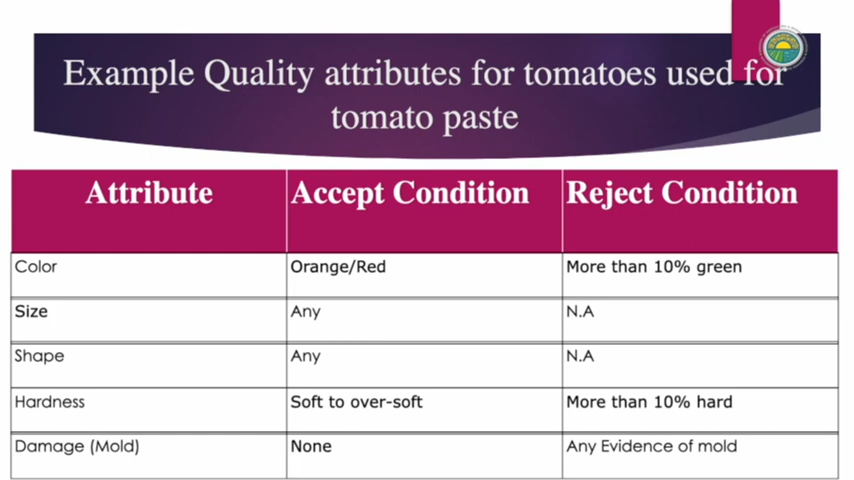 Example Quality attributes for tomatoes used for
tomato paste
Attribute Accept Condition Reject Condition
Color Orange/Red More than 10% green
Size Any N.A
Shape Any N.A
Hardness Soft to over-soft More than 10% hard
Damage (Mold) None Any Evidence of mold